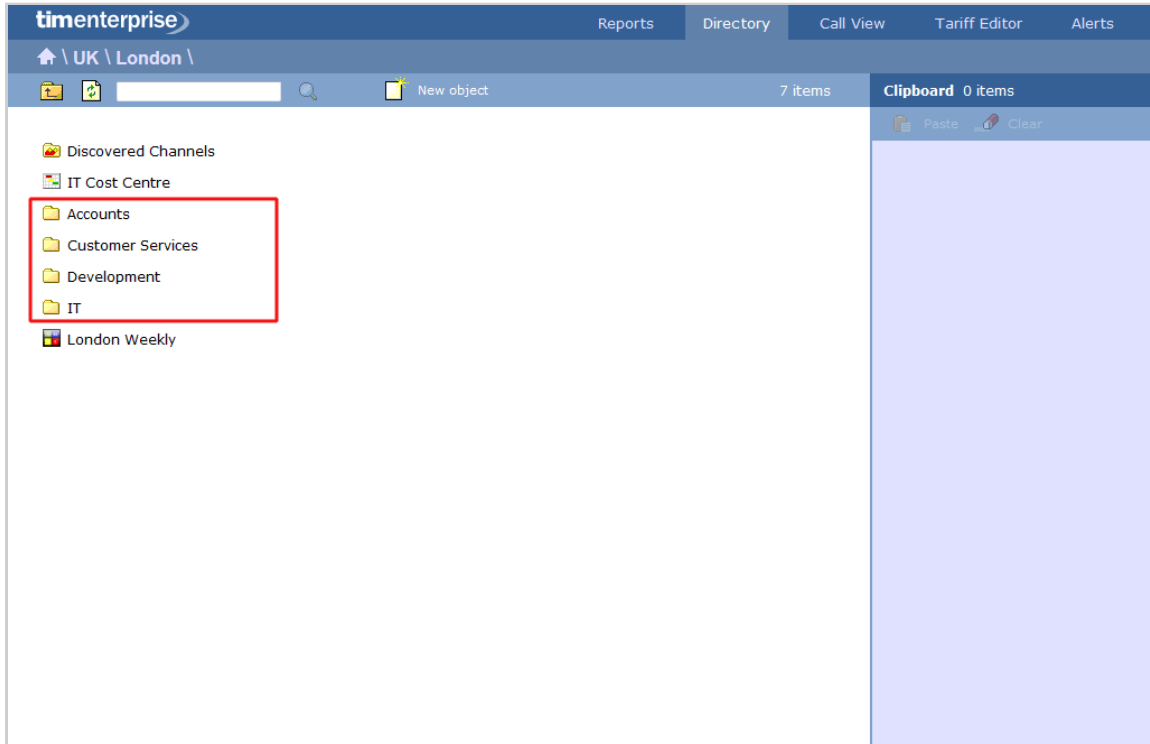 timenterprise Reports Directory Call View Tariff Editor Alerts
\ UK \ London \
New object 7 items Clipboard 0 items
Paste Clear
Discovered Channels
IT Cost Centre
Accounts
Customer Services
Development
IT
London Weekly